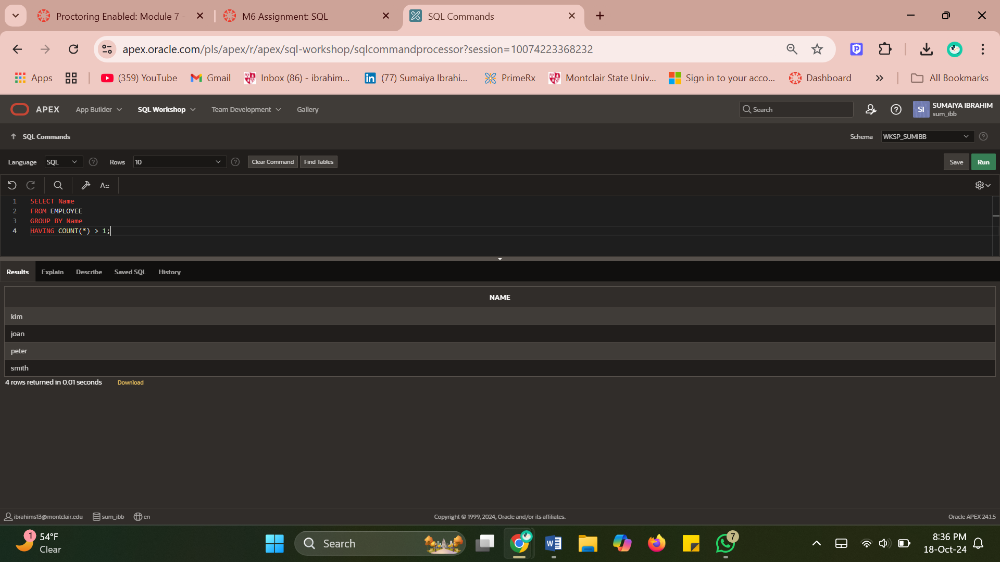 Proctoring Enabled: Module 7 -
M6 Assignment: SQL
SQL Commands
apex.oracle.com/pls/apex/r/apex/sql-workshop/sqlcommandprocessor?session=10074223368232
Apps
(359) YouTube
Gmail
Inbox (86) - ibrahim...
in (77) Sumaiya Ibrahi...
PrimeRx
Montclair State Univ...
Sign in to your acco...
Dashboard
All Bookmarks
APEX
App Builder
SQL Workshop
Team Development
Gallery
Search
SI
SUMAIYA IBRAHIM
sum_ibb
SQL Commands
Schema
WKSP_SUMIBB
Language
SQL
Rows
10
Clear Command
Find Tables
Save
Run
A
1 SELECT Name
2 FROM EMPLOYEE
3 GROUP BY Name
4 HAVING COUNT(*) > 1;
Results
Explain
Describe
Saved SQL
History
NAME
kim
joan
peter
smith
4 rows returned in 0.01 seconds
Download
ibrahims13@montclair.edu
sum_ibb
en
Copyright © 1999, 2024, Oracle and/or its affiliates.
Oracle APEX 24.1.5
1
54°F
Clear
Search
W
7
8:36 PM
18-Oct-24